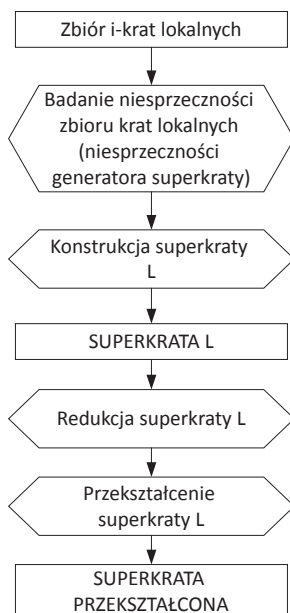 Zbiór i-krat lokalnych
Badanie niesprzeczności
zbioru krat lokalnych
(niesprzeczności
generatora superkraty)
Konstrukcja superkraty
L
SUPERKRATA L
Redukcja superkraty L
Przekształcenie
superkraty L
SUPERKRATA
PRZEKSZTAŁCONA